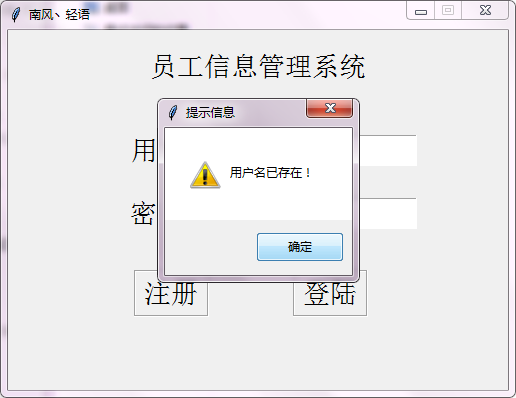 南风、轻语
员工信息管理系统
提示信息
用
用户名已存在！
密
确定
注册
登陆